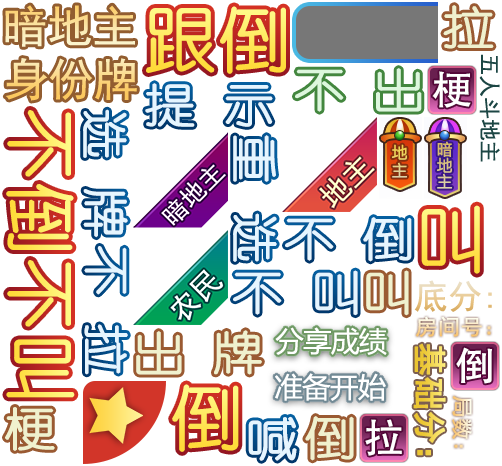 暗地主
身份牌
跟
倒
拉
五人斗地主
提示
不出
梗
地主
暗地主
不倒
不叫
选牌
重选
暗地主
地主
农民
不倒
叫
不拉
不叫
叫
底分:
房间号:
出牌
分享成绩
准备开始
基础分:
倒
局数:
梗
倒
喊
倒
拉